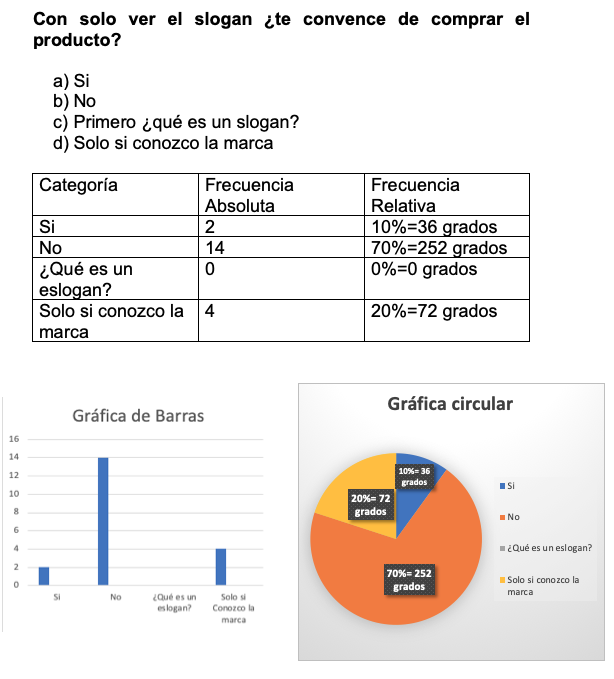 Con solo ver el slogan ¿te convence de comprar el
producto?
a) Si
b) No
c) Primero ¿qué es un slogan?
d) Solo si conozco la marca
Categoría
Frecuencia
Absoluta
Frecuencia
Relativa
Si
2
10%=36 grados
No
14
70%=252 grados
¿Qué es un
eslogan?
0
0%=0 grados
Solo si conozco la
marca
4
20%=72 grados
Gráfica de Barras
16
14
12
10
8
6
4
2
0
Si
No
¿Qué es un
eslogan?
Solo si
Conozco la
marca
Gráfica circular
10%= 36
grados
20%= 72
grados
70%= 252
grados
Si
No
¿Qué es un eslogan?
Solo si conozco la
marca